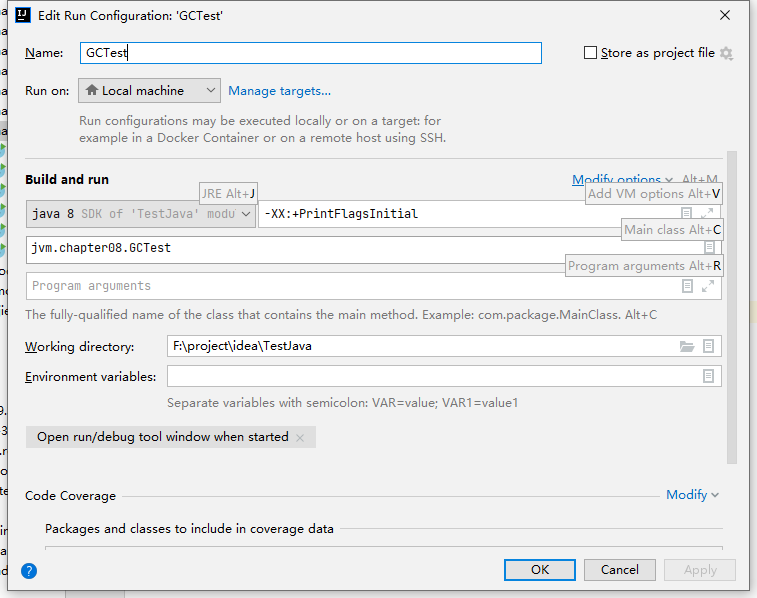 Edit Run Configuration: 'GCTest'
Name: GCTest Store as project file
Run on: Local machine Manage targets...
Run configurations may be executed locally or on a target: for
example in a Docker Container or on a remote host using SSH.
Build and run Modify options Alt+M
JRE Alt+J Add VM options Alt+V
java 8 SDK of 'TestJava' modu -XX:+PrintFlagsInitial
Main class Alt+C
jvm.chapter08.GCTest
Program arguments Alt+R
Program arguments
The fully-qualified name of the class that contains the main method. Example: com.package.MainClass. Alt+C
Working directory: F:\project\idea\TestJava
Environment variables:
Separate variables with semicolon: VAR=value; VAR1=value1
Open run/debug tool window when started
Code Coverage Modify
Packages and classes to include in coverage data
? OK Cancel Apply